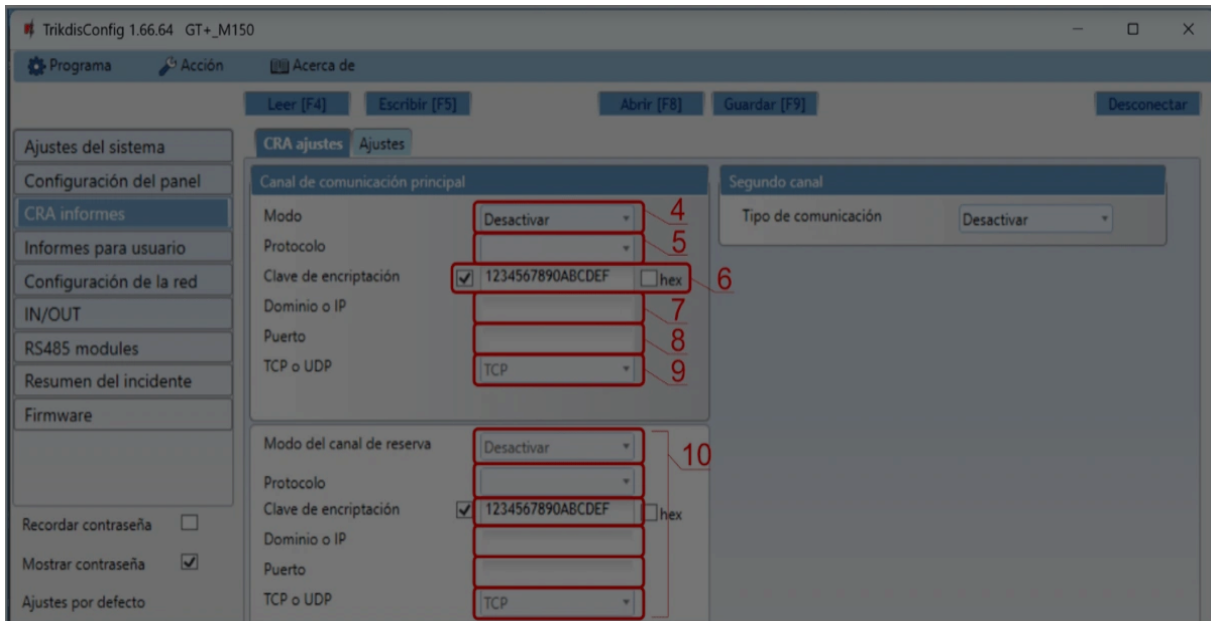 TrikdisConfig 1.66.64 GT+_M150
Programa Acción Acerca de
Leer [F4] Escribir [F5] Abrir [F8] Guardar [F9] Desconectar
Ajustes del sistema
Configuración del panel
CRA informes
Informes para usuario
Configuración de la red
IN/OUT
RS485 modules
Resumen del incidente
Firmware
Recordar contraseña
Mostrar contraseña
Ajustes por defecto
CRA ajustes Ajustes
Canal de comunicación principal
Modo Desactivar 4
Protocolo 5
Clave de encriptación 1234567890ABCDEF hex 6
Dominio o IP 7
Puerto 8
TCP o UDP TCP 9
Modo del canal de reserva Desactivar 10
Protocolo
Clave de encriptación 1234567890ABCDEF hex
Dominio o IP
Puerto
TCP o UDP TCP
Segundo canal
Tipo de comunicación Desactivar